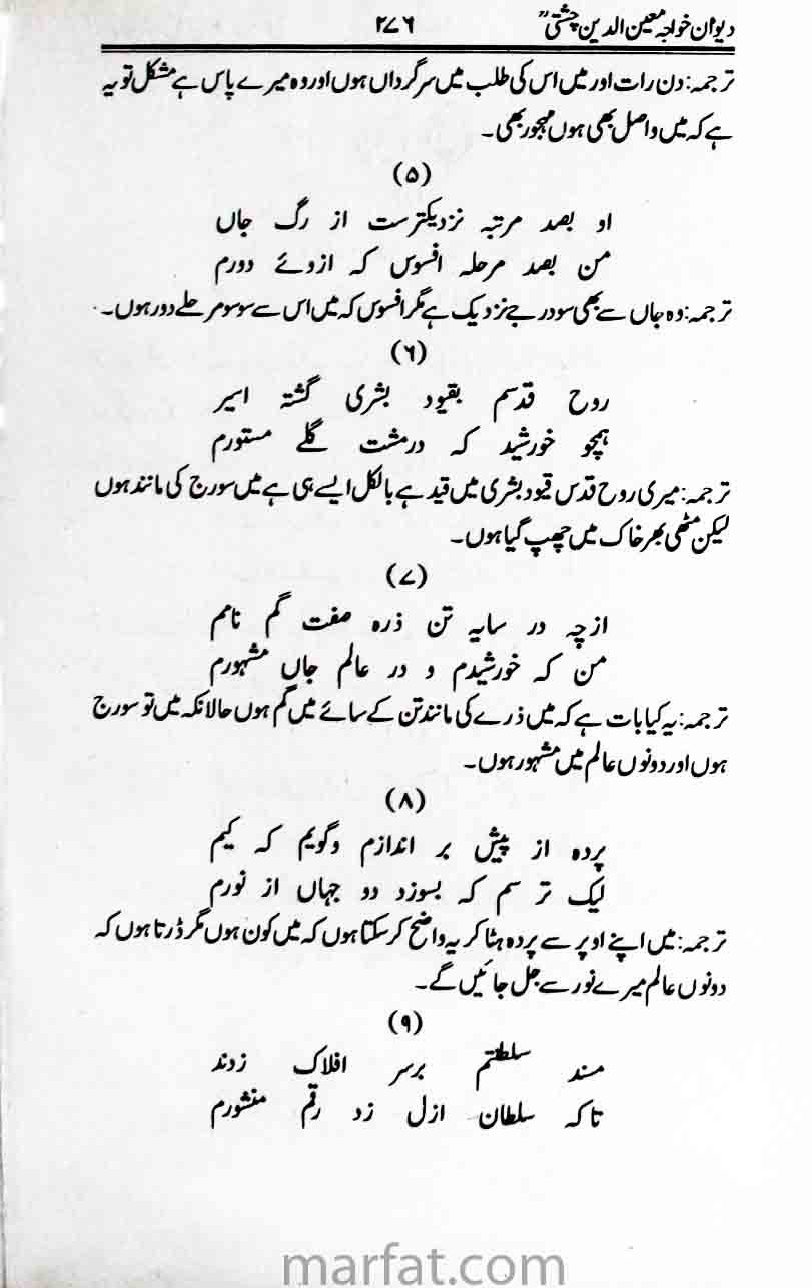 دیوان خواجہ معین الدین چشتیؒ ۲۷۶
ترجمہ: دن رات اور میں اس کی طلب میں سرگرداں ہوں اور وہ میرے پاس ہے مشکل تو یہ
ہے کہ میں واصل بھی ہوں مہجور بھی۔
(۵)
او بصد مرتبہ نزدیکترست از رگ جاں
من بصد مرحلہ افسوس کہ ازوئے دورم
ترجمہ: وہ جاں سے بھی سو درجے نزدیک ہے مگر افسوس کہ میں اس سے سو سو مرحلے دور ہوں۔
(۶)
روح قدسم بقیود بشری گشتہ اسیر
ہمچو خورشید کہ در مشت گلے مستورم
ترجمہ: میری روح قدس قیود بشری میں قید ہے بالکل ایسے ہی ہے میں سورج کی مانند ہوں
لیکن مٹھی بھر خاک میں چھپ گیا ہوں۔
(۷)
ازچہ در سایہ تن ذرہ صفت گم نامم
من کہ خورشیدم و در عالم جاں مشہورم
ترجمہ: یہ کیا بات ہے کہ میں ذرے کی مانند تن کے سائے میں گم ہوں حالانکہ میں تو سورج
ہوں اور دونوں عالم میں مشہور ہوں۔
(۸)
پردہ از پیش بر اندازم وگویم کہ کیم
لیک تر سم کہ بسوزد دو جہاں از نورم
ترجمہ: میں اپنے اوپر سے پردہ ہٹا کر یہ واضح کر سکتا ہوں کہ میں کون ہوں مگر ڈرتا ہوں کہ
دونوں عالم میرے نور سے جل جائیں گے۔
(۹)
مسند سلطنتم برسر افلاک زدند
تاکہ سلطان ازل زد رقم منشورم
marfat.com